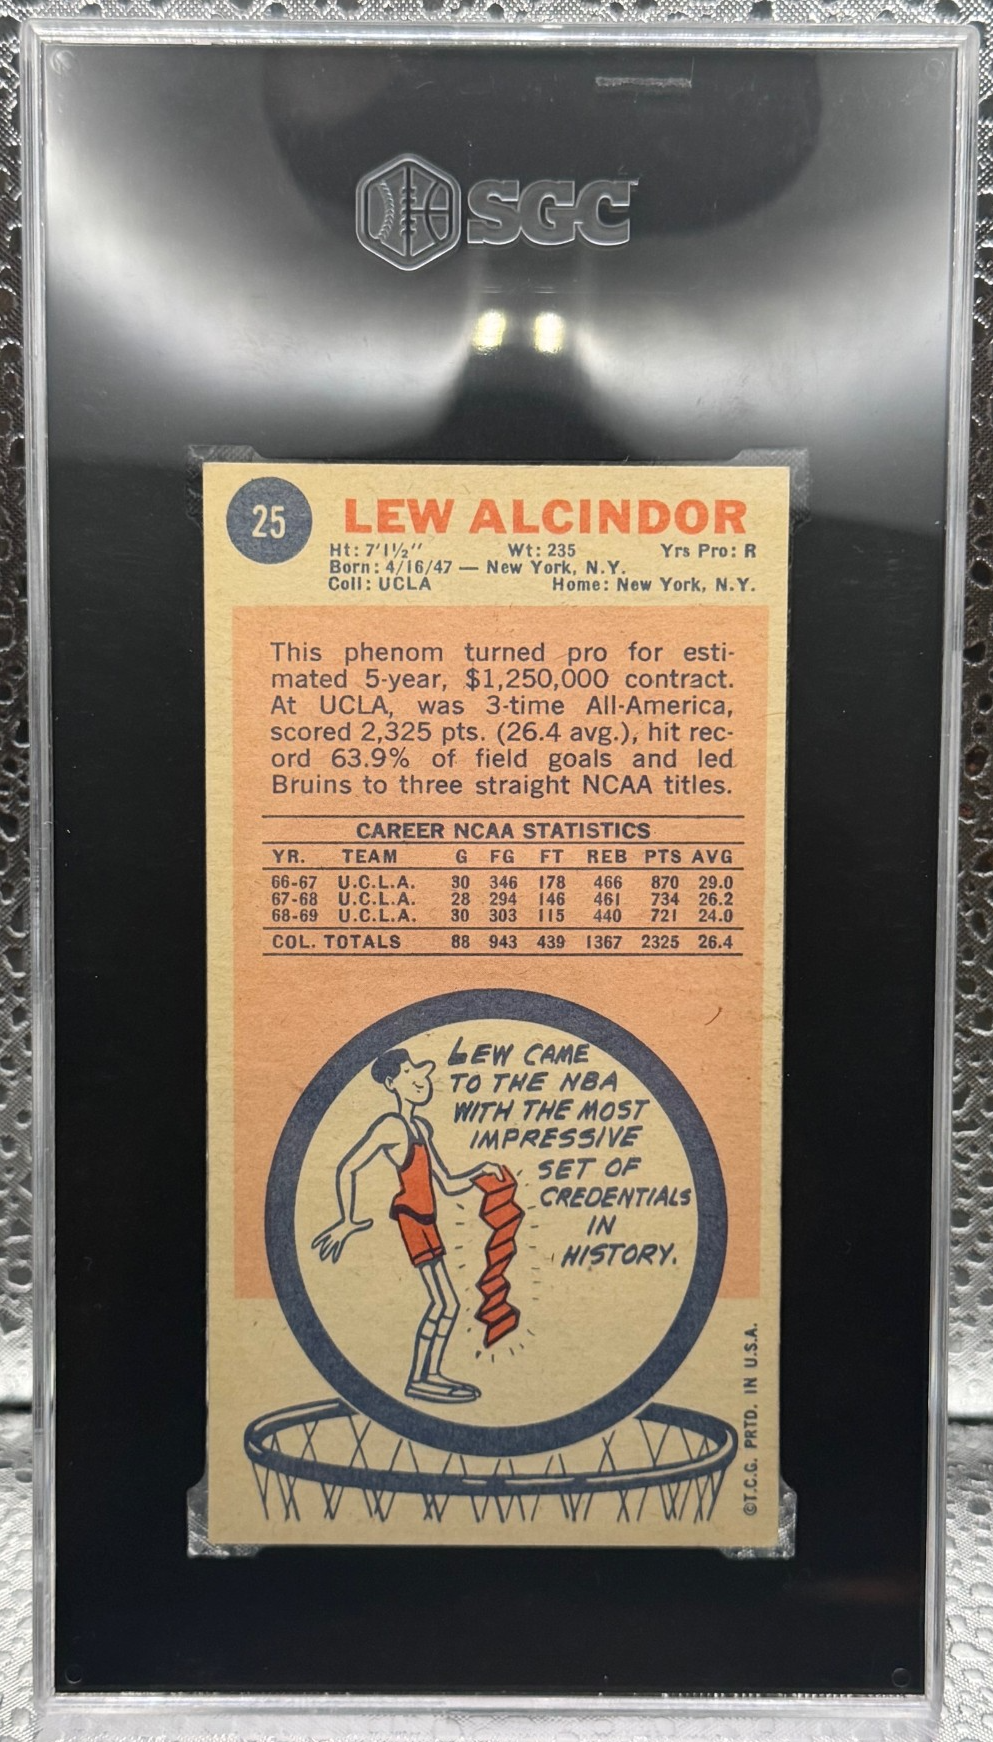 SGC
25
LEW ALCINDOR
Ht: 7'1½" Wt: 235 Yrs Pro: R
Born: 4/16/47 — New York, N.Y.
Coll: UCLA Home: New York, N.Y.
This phenom turned pro for esti-
mated 5-year, $1,250,000 contract.
At UCLA, was 3-time All-America,
scored 2,325 pts. (26.4 avg.), hit rec-
ord 63.9% of field goals and led
Bruins to three straight NCAA titles.
CAREER NCAA STATISTICS
YR. TEAM G FG FT REB PTS AVG
66-67 U.C.L.A. 30 346 178 466 870 29.0
67-68 U.C.L.A. 28 294 146 461 734 26.2
68-69 U.C.L.A. 30 303 115 440 721 24.0
COL. TOTALS 88 943 439 1367 2325 26.4
LEW CAME
TO THE NBA
WITH THE MOST
IMPRESSIVE
SET OF
CREDENTIALS
IN
HISTORY.
©T.C.G. PRTD. IN U.S.A.